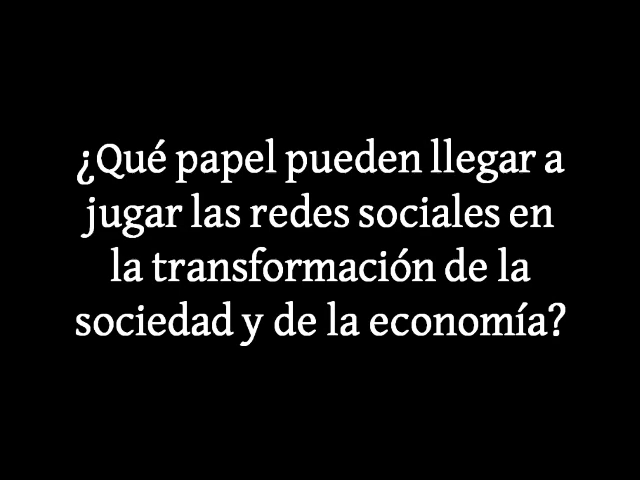 ¿Qué papel pueden llegar a
jugar las redes sociales en
la transformación de la
sociedad y de la economía?